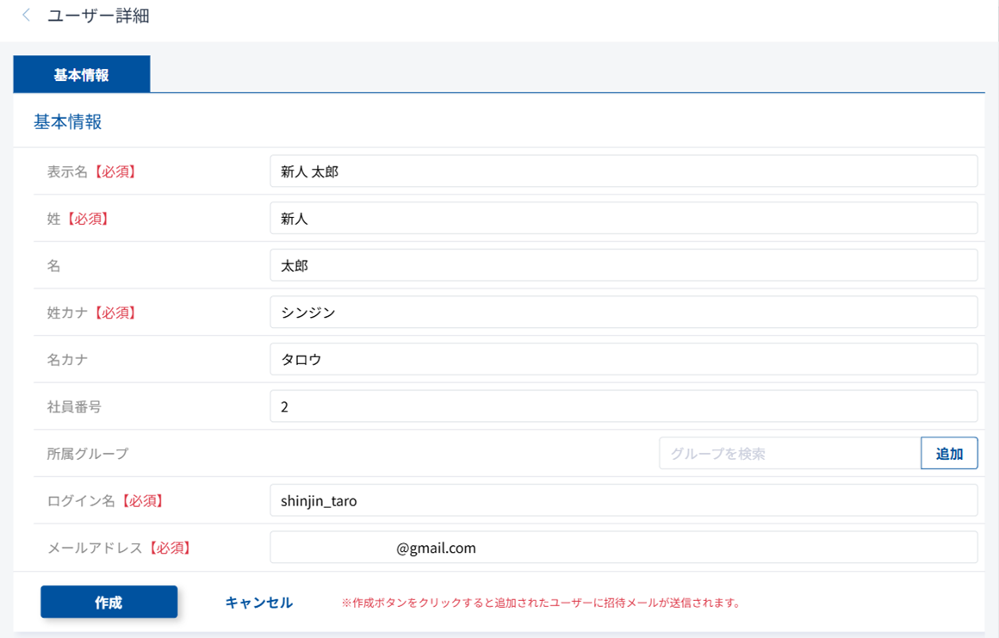 ユーザー詳細
基本情報
基本情報
表示名【必須】 新人 太郎
姓【必須】 新人
名 太郎
姓カナ【必須】 シンジン
名カナ タロウ
社員番号 2
所属グループ グループを検索 追加
ログイン名【必須】 shinjin_taro
メールアドレス【必須】 @gmail.com
作成 キャンセル ※作成ボタンをクリックすると追加されたユーザーに招待メールが送信されます。